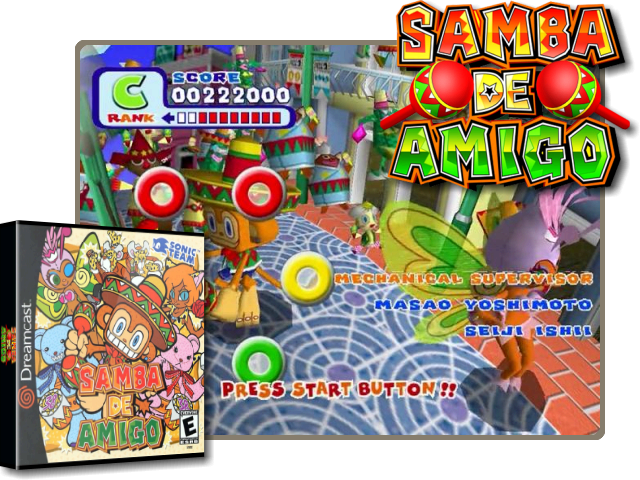 SAMBA
DE
AMIGO
C
RANK
SCORE
00222000
MECHANICAL SUPERVISOR
MASAO YOSHIMOTO
SEIJI ISHII
PRESS START BUTTON!!
Dreamcast
SONIC TEAM
SAMBA
DE
AMIGO
E